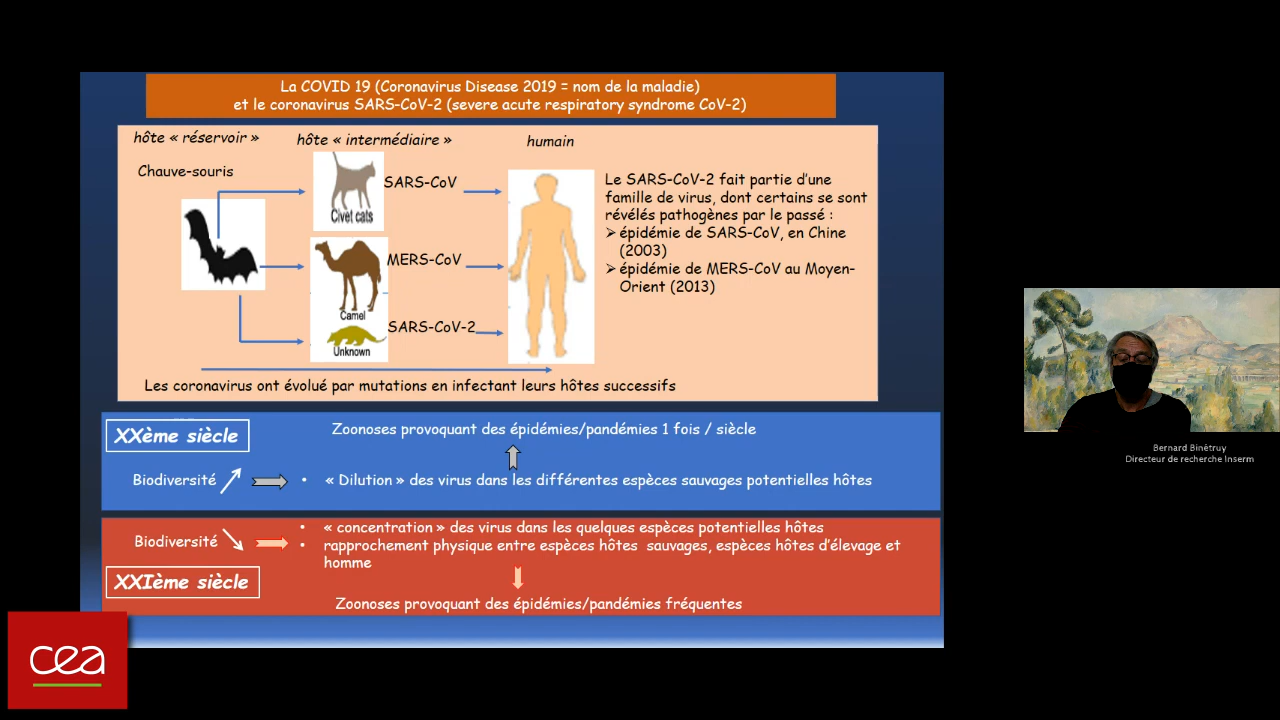 La COVID 19 (Coronavirus Disease 2019 = nom de la maladie)
et le coronavirus SARS-CoV-2 (severe acute respiratory syndrome CoV-2)
hôte « réservoir »
hôte « intermédiaire »
humain
Chauve-souris
SARS-CoV
Civet cats
MERS-CoV
Camel
SARS-CoV-2
Unknown
Le SARS-CoV-2 fait partie d'une
famille de virus, dont certains se sont
révélés pathogènes par le passé :
➢ épidémie de SARS-CoV, en Chine
(2003)
➢ épidémie de MERS-CoV au Moyen-
Orient (2013)
Les coronavirus ont évolué par mutations en infectant leurs hôtes successifs
XXème siècle
Zoonoses provoquant des épidémies/pandémies 1 fois / siècle
Biodiversité
• « Dilution » des virus dans les différentes espèces sauvages potentielles hôtes
• « concentration » des virus dans les quelques espèces potentielles hôtes
Biodiversité
• rapprochement physique entre espèces hôtes sauvages, espèces hôtes d'élevage et
homme
XXIème siècle
Zoonoses provoquant des épidémies/pandémies fréquentes
Bernard Binétruy
Directeur de recherche Inserm
cea